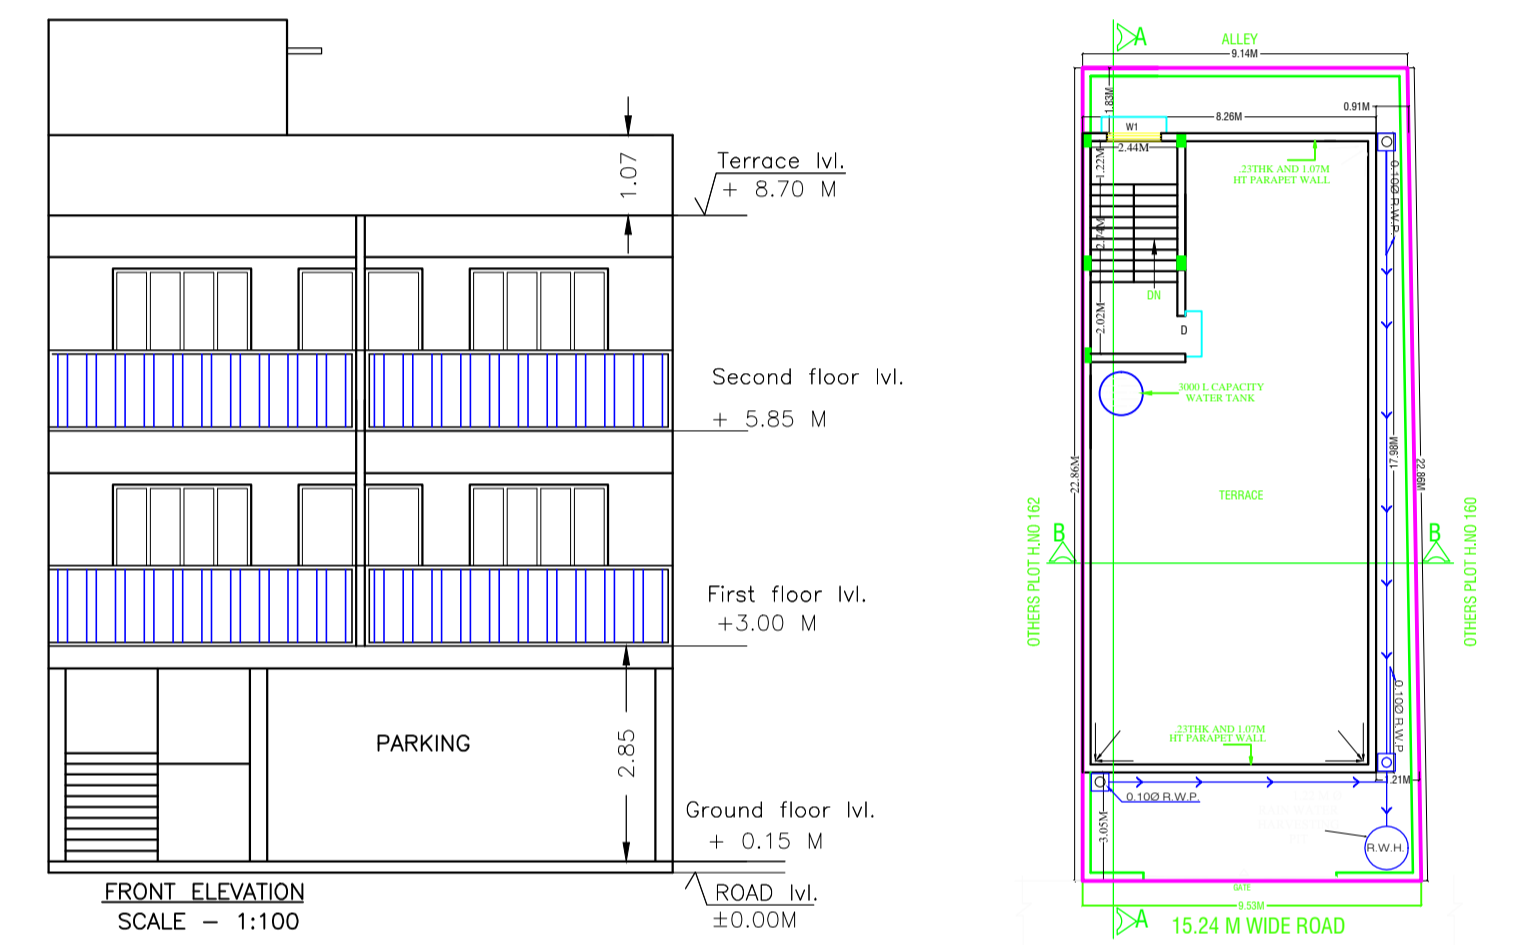 1.07
Terrace lvl.
+ 8.70 M
Second floor lvl.
+ 5.85 M
First floor lvl.
+3.00 M
PARKING
2.85
Ground floor lvl.
+ 0.15 M
ROAD lvl.
±0.00M
FRONT ELEVATION
SCALE – 1:100
A
ALLEY
9.14M
1.83M
0.91M
8.26M
W1
2.44M
1.22M
.23THK AND 1.07M
HT PARAPET WALL
0.10Ø R.W.P.
2.74M
DN
2.02M
D
3000 L CAPACITY
WATER TANK
22.86M
17.98M
22.86M
TERRACE
OTHERS PLOT H.NO 162
B
B
OTHERS PLOT H.NO 160
0.10Ø R.W.P
.23THK AND 1.07M
HT PARAPET WALL
.21M
0.10Ø R.W.P.
3.05M
R.W.H.
GATE
9.53M
A
15.24 M WIDE ROAD